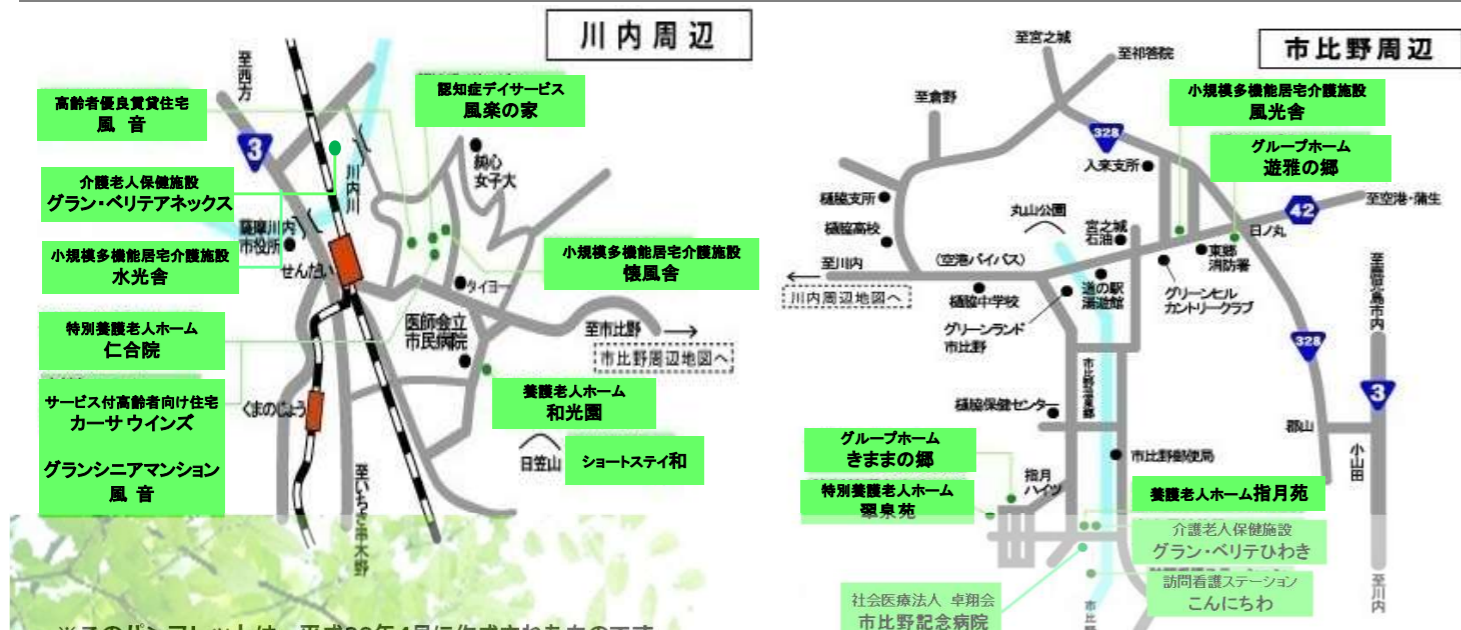 川内周辺
至西方
3
高齢者優良賃貸住宅
風 音
認知症デイサービス
風楽の家
純心
女子大
介護老人保健施設
グラン・ベリテアネックス
川内川
薩摩川内
市役所
せんだい
小規模多機能居宅介護施設
水光舎
小規模多機能居宅介護施設
懐風舎
タイヨー
特別養護老人ホーム
仁合院
医師会立
市民病院
至市比野
市比野周辺地図へ
サービス付高齢者向け住宅
カーサ ウインズ
グランシニアマンション
風 音
くまのじょう
養護老人ホーム
和光園
日笠山
ショートステイ和
至いちき串木野
市比野周辺
至宮之城
至祁答院
至倉野
小規模多機能居宅介護施設
風光舎
328
入来支所
グループホーム
遊雅の郷
樋脇支所
樋脇高校
丸山公園
宮之城
石油
42
至空港・蒲生
日ノ丸
至川内
(空港バイパス)
東郷
消防署
川内周辺地図へ
樋脇中学校
道の駅
湯遊館
グリーンヒル
カントリークラブ
グリーンランド
市比野
至鹿児島市内
328
3
樋脇保健センター
郡山
小山田
グループホーム
きままの郷
市比野郵便局
指月
ハイツ
特別養護老人ホーム
翠泉苑
養護老人ホーム指月苑
介護老人保健施設
グラン・ベリテひわき
訪問看護ステーション
こんにちわ
社会医療法人 卓翔会
市比野記念病院
至川内